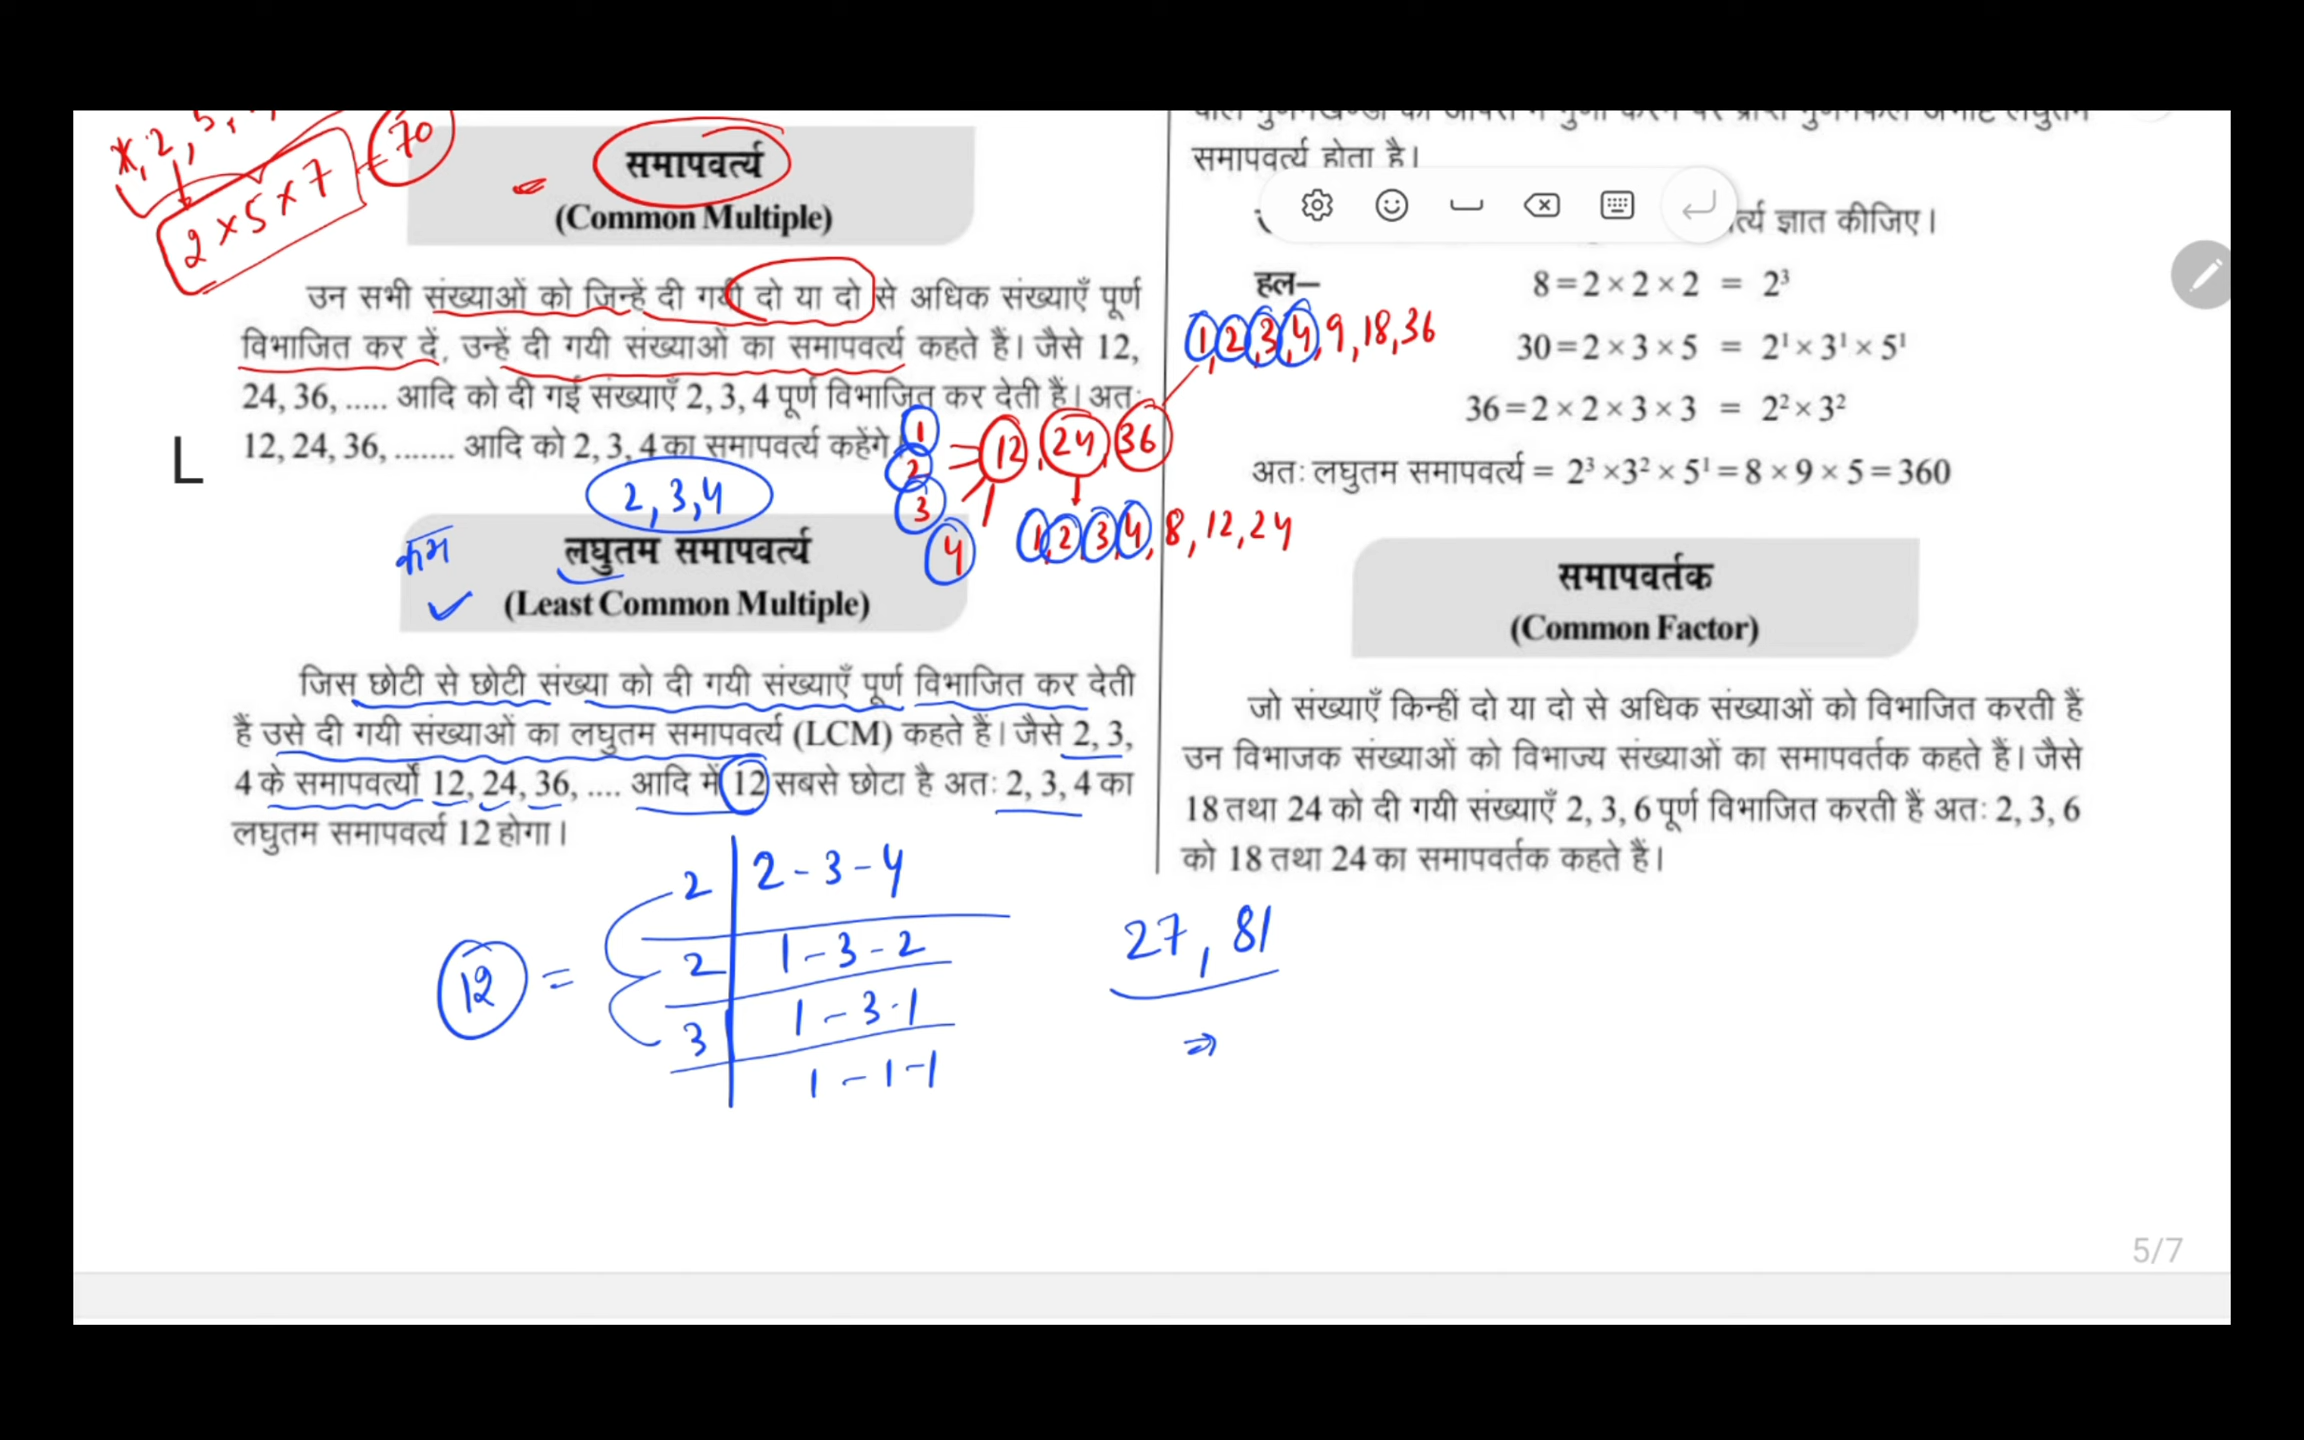 2 × 5 × 7 = 70
समापवर्त्य
(Common Multiple)
उन सभी संख्याओं को जिन्हें दी गयी दो या दो से अधिक संख्याएँ पूर्ण
विभाजित कर दें, उन्हें दी गयी संख्याओं का समापवर्त्य कहते हैं। जैसे 12,
24, 36, ..... आदि को दी गई संख्याएँ 2, 3, 4 पूर्ण विभाजित कर देती हैं। अतः
12, 24, 36, ....... आदि को 2, 3, 4 का समापवर्त्य कहेंगे
L
1
2
3
4
12, 24, 36
1, 2, 3, 4, 8, 12, 24
2, 3, 4
कम
लघुतम समापवर्त्य
(Least Common Multiple)
जिस छोटी से छोटी संख्या को दी गयी संख्याएँ पूर्ण विभाजित कर देती
हैं उसे दी गयी संख्याओं का लघुतम समापवर्त्य (LCM) कहते हैं। जैसे 2, 3,
4 के समापवर्त्यों 12, 24, 36, .... आदि में 12 सबसे छोटा है अतः 2, 3, 4 का
लघुतम समापवर्त्य 12 होगा।
2 | 2 - 3 - 4
2 | 1 - 3 - 2
3 | 1 - 3 - 1
1 - 1 - 1
12 =
समापवर्त्य होता है।
र्त्य ज्ञात कीजिए।
हल–
8 = 2 × 2 × 2 = 2³
1, 2, 3, 4, 9, 18, 36
30 = 2 × 3 × 5 = 2¹ × 3¹ × 5¹
36 = 2 × 2 × 3 × 3 = 2² × 3²
अतः लघुतम समापवर्त्य = 2³ ×3² × 5¹ = 8 × 9 × 5 = 360
समापवर्तक
(Common Factor)
जो संख्याएँ किन्हीं दो या दो से अधिक संख्याओं को विभाजित करती हैं
उन विभाजक संख्याओं को विभाज्य संख्याओं का समापवर्तक कहते हैं। जैसे
18 तथा 24 को दी गयी संख्याएँ 2, 3, 6 पूर्ण विभाजित करती हैं अतः 2, 3, 6
को 18 तथा 24 का समापवर्तक कहते हैं।
27, 81
⇒
5/7